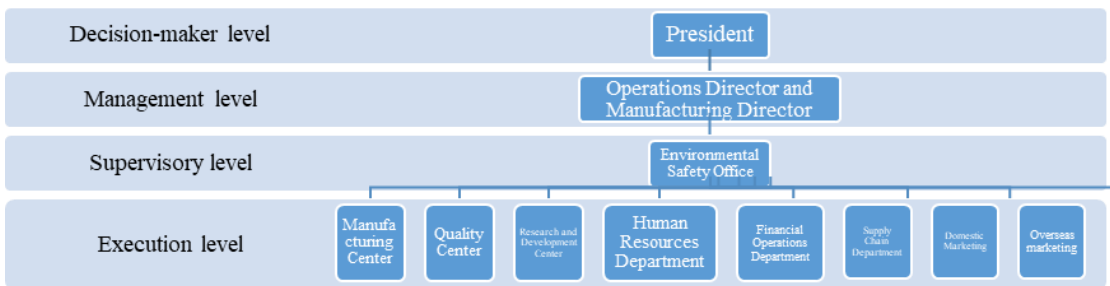 Decision-maker level
President
Management level
Operations Director and
Manufacturing Director
Supervisory level
Environmental
Safety Office
Execution level
Manufa
cturing
Center
Quality
Center
Research and
Development
Center
Human
Resources
Department
Financial
Operations
Department
Supply
Chain
Department
Domestic
Marketing
Overseas
marketing